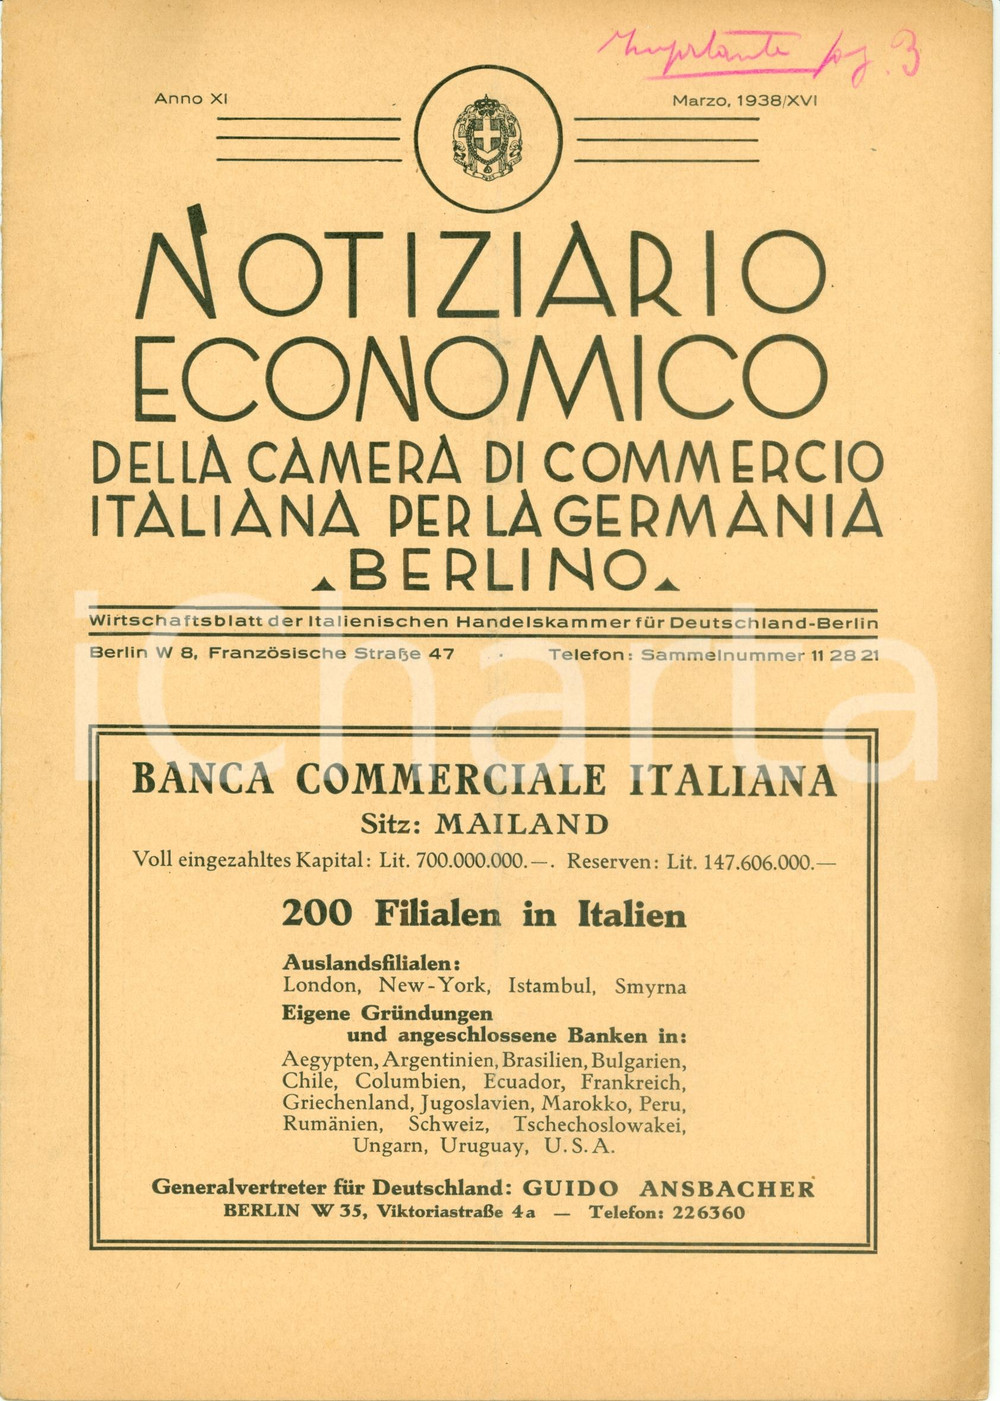 Importante pag. 3
Anno XI
Marzo, 1938/XVI
NOTIZIARIO
ECONOMICO
DELLA CAMERA DI COMMERCIO
ITALIANA PER LA GERMANIA
BERLINO
Wirtschaftsblatt der Italienischen Handelskammer für Deutschland-Berlin
Berlin W 8, Französische Straße 47 · Telefon: Sammelnummer 11 28 21
iCharta
BANCA COMMERCIALE ITALIANA
Sitz: MAILAND
Voll eingezahltes Kapital: Lit. 700.000.000.—. Reserven: Lit. 147.606.000.—
200 Filialen in Italien
Auslandsfilialen:
London, New-York, Istambul, Smyrna
Eigene Gründungen
und angeschlossene Banken in:
Aegypten, Argentinien, Brasilien, Bulgarien,
Chile, Columbien, Ecuador, Frankreich,
Griechenland, Jugoslavien, Marokko, Peru,
Rumänien, Schweiz, Tschechoslowakei,
Ungarn, Uruguay, U. S. A.
Generalvertreter für Deutschland: GUIDO ANSBACHER
BERLIN W 35, Viktoriastraße 4a — Telefon: 226360